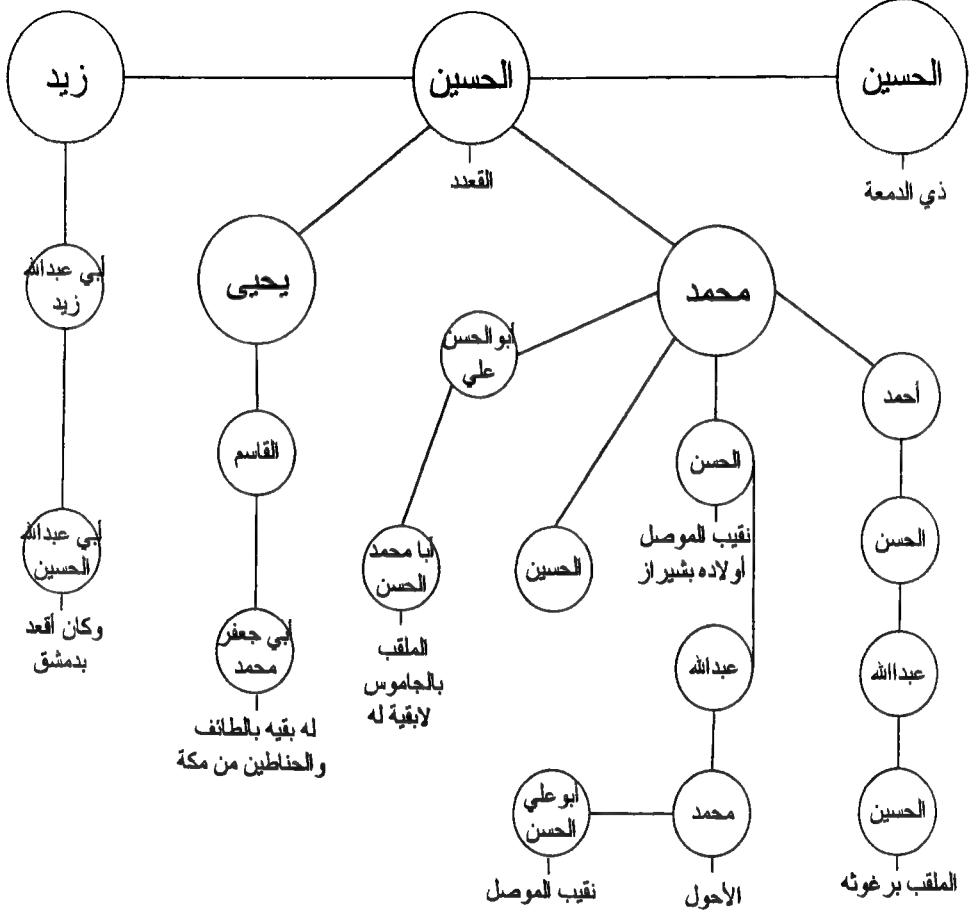 الحسين
ذي الدمعة
الحسين
القعدد
زيد
محمد
يحيى
أبي عبدالله
زيد
أحمد
أبو الحسن
علي
الحسن
نقيب الموصل
أولاده بشيراز
القاسم
الحسن
الحسين
أبا محمد
الحسن
الملقب
بالجاموس
لابقية له
أبي عبدالله
الحسين
وكان أقعد
بدمشق
عبداالله
عبدالله
أبي جعفر
محمد
له بقيه بالطائف
والحناطين من مكة
الحسين
الملقب برغوثه
محمد
الأحول
أبو علي
الحسن
نقيب الموصل